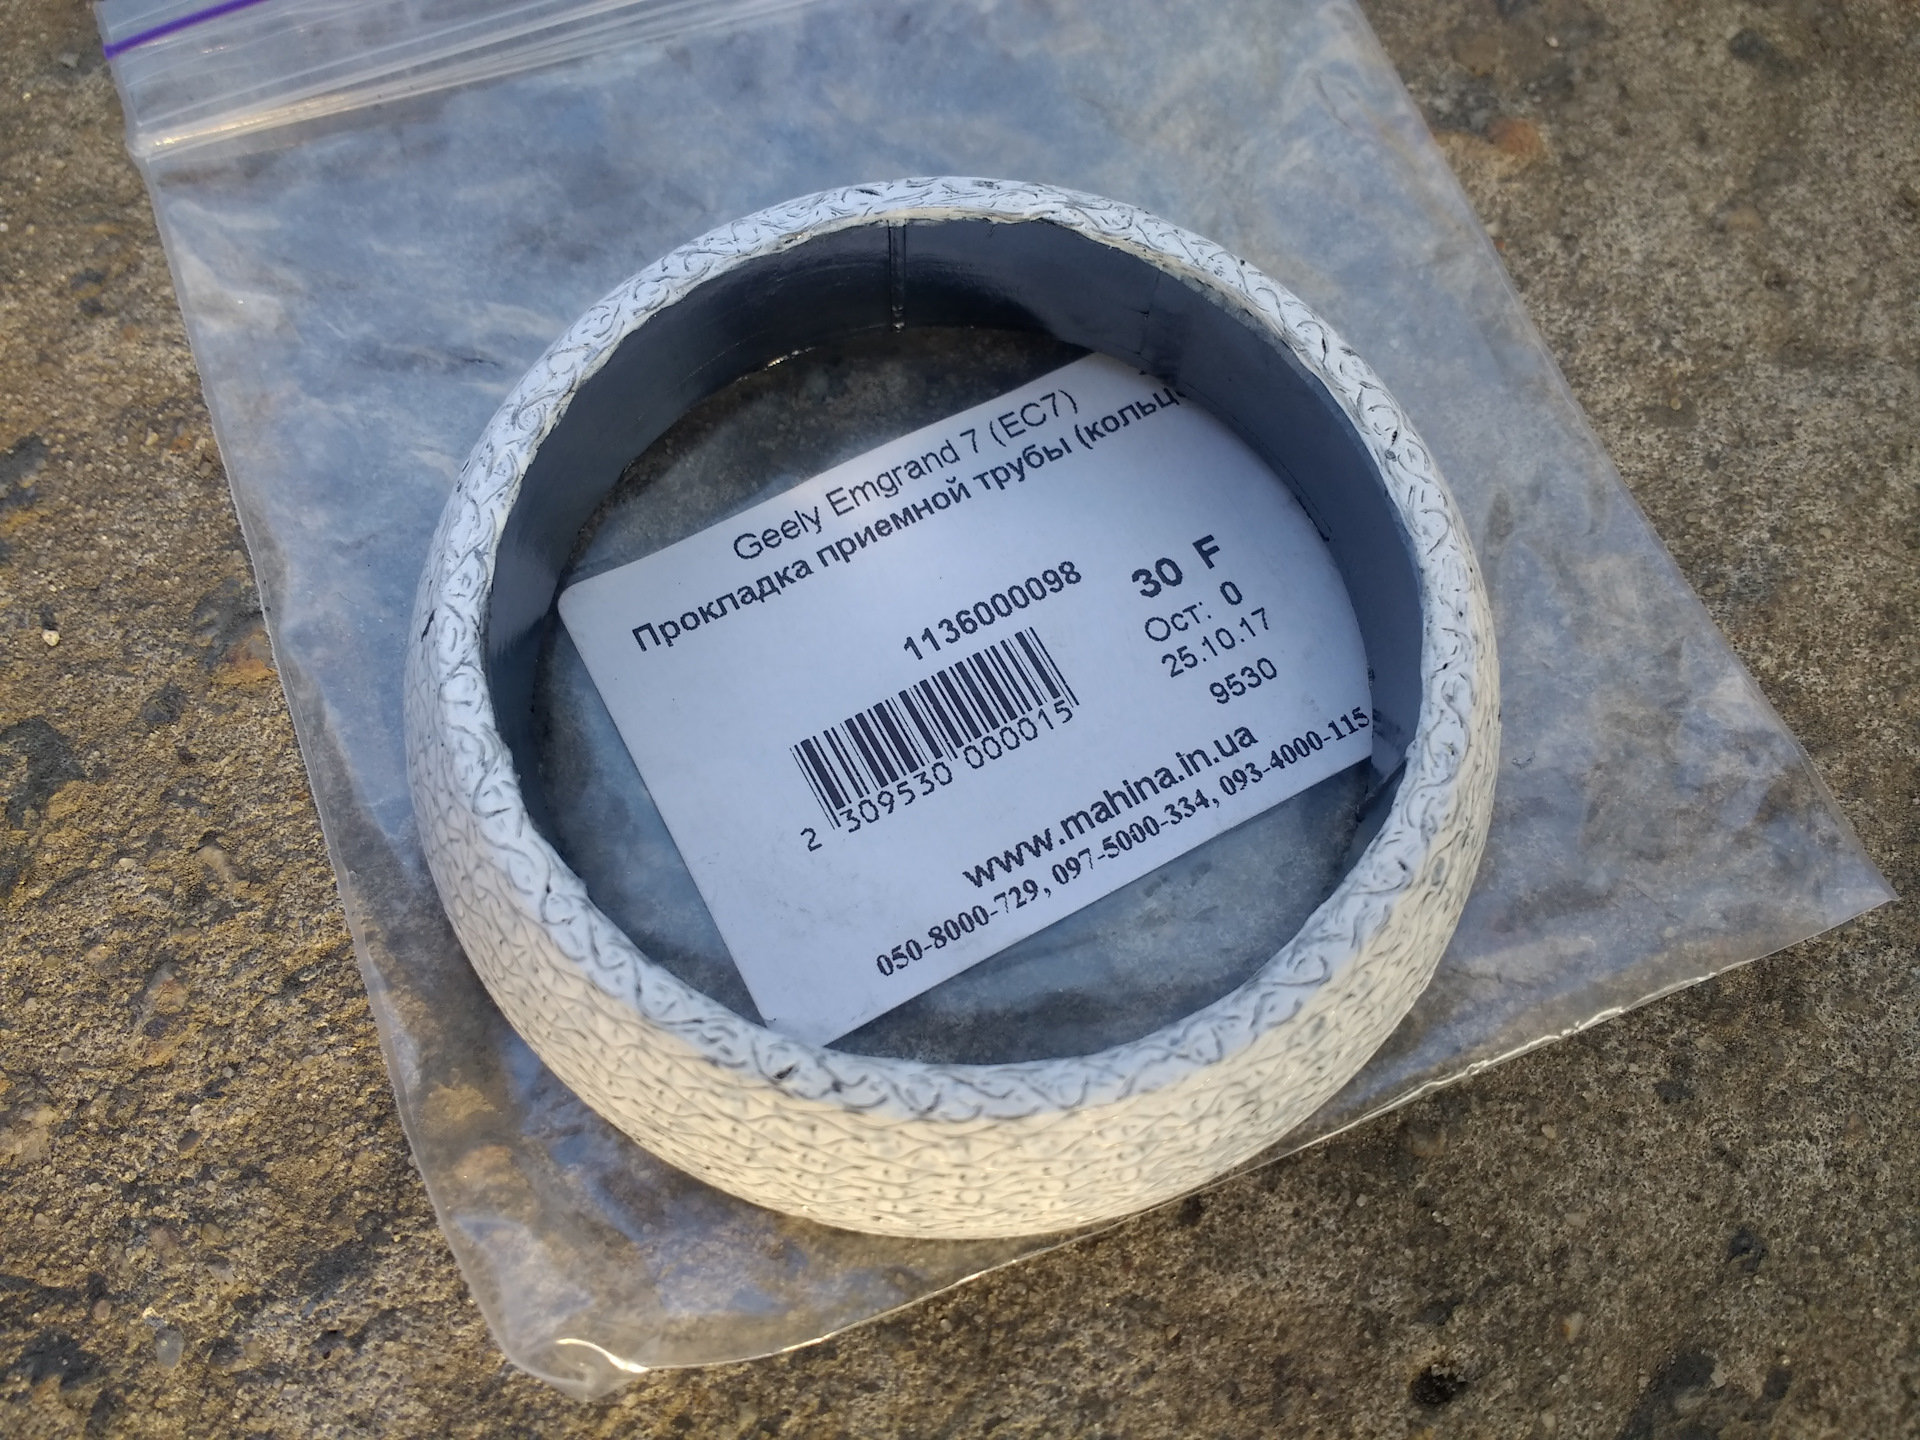 Geely Emgrand 7 (EC7)
Прокладка приемной трубы (кольц
1136000098
30 F
Ост: 0
25.10.17
9530
2 309530 000015
www.mahina.in.ua
050-8000-729, 097-5000-334, 093-4000-115